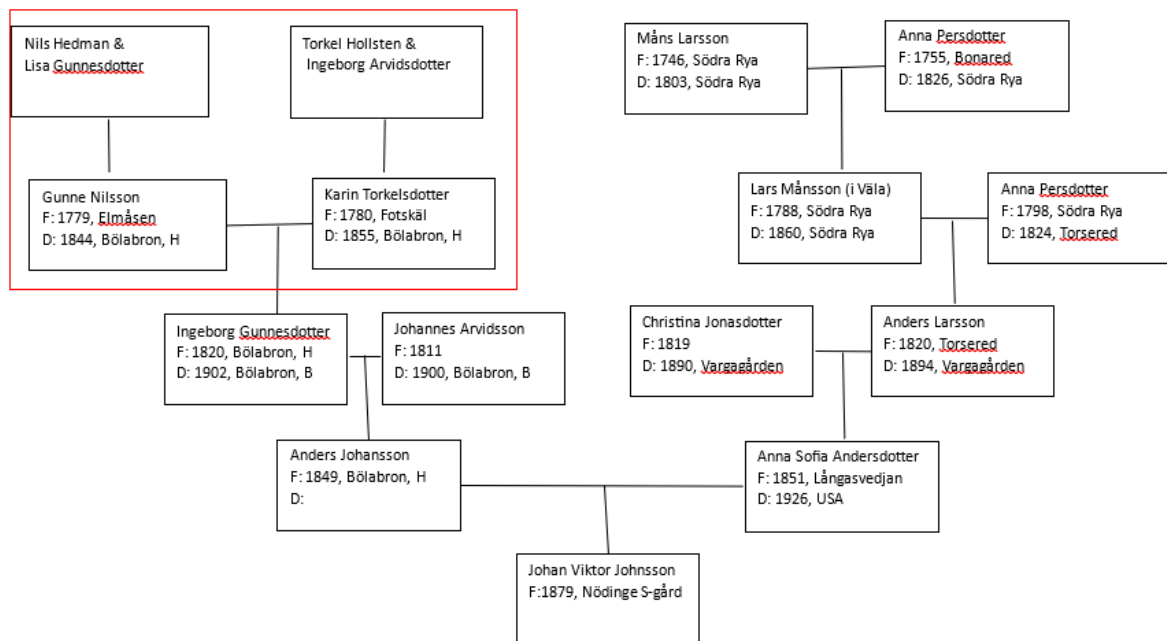 Nils Hedman &
Lisa Gunnesdotter
Torkel Hollsten &
Ingeborg Arvidsdotter
Måns Larsson
F: 1746, Södra Rya
D: 1803, Södra Rya
Anna Persdotter
F: 1755, Bonared
D: 1826, Södra Rya
Gunne Nilsson
F: 1779, Elmåsen
D: 1844, Bölabron, H
Karin Torkelsdotter
F: 1780, Fotskäl
D: 1855, Bölabron, H
Lars Månsson (i Väla)
F: 1788, Södra Rya
D: 1860, Södra Rya
Anna Persdotter
F: 1798, Södra Rya
D: 1824, Torsered
Ingeborg Gunnesdotter
F: 1820, Bölabron, H
D: 1902, Bölabron, B
Johannes Arvidsson
F: 1811
D: 1900, Bölabron, B
Christina Jonasdotter
F: 1819
D: 1890, Vargagården
Anders Larsson
F: 1820, Torsered
D: 1894, Vargagården
Anders Johansson
F: 1849, Bölabron, H
D:
Anna Sofia Andersdotter
F: 1851, Långasvedjan
D: 1926, USA
Johan Viktor Johnsson
F:1879, Nödinge S-gård